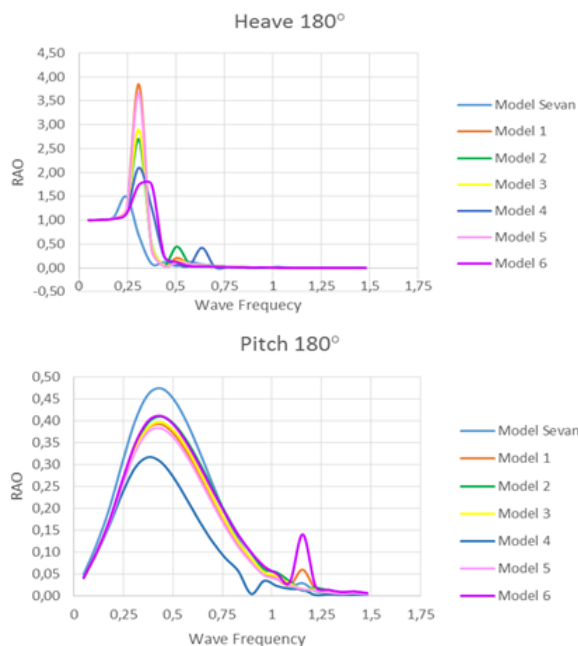 Heave 180°
4,50
4,00
3,50
3,00
2,50
2,00
1,50
1,00
0,50
0,00
-0,50
RAO
0 0,25 0,5 0,75 1 1,25 1,5 1,75
Wave Frequecy
Model Sevan
Model 1
Model 2
Model 3
Model 4
Model 5
Model 6
Pitch 180°
0,50
0,45
0,40
0,35
0,30
0,25
0,20
0,15
0,10
0,05
0,00
RAO
0 0,25 0,5 0,75 1 1,25 1,5 1,75
Wave Frequency
Model Sevan
Model 1
Model 2
Model 3
Model 4
Model 5
Model 6